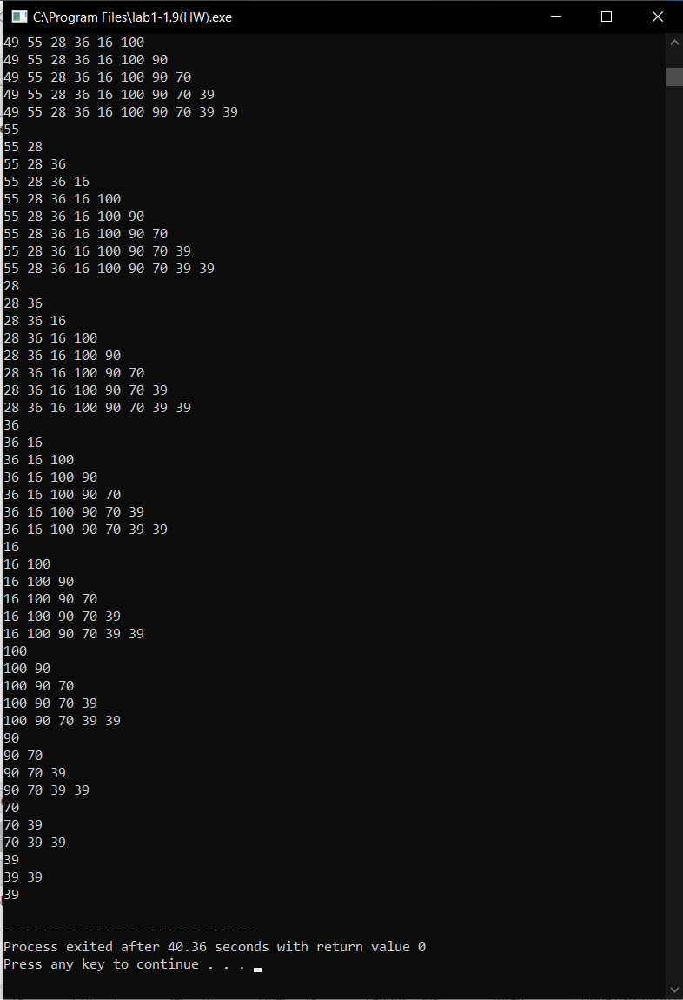 C:\Program Files\lab1-1.9(HW).exe
49 55 28 36 16 100
49 55 28 36 16 100 90
49 55 28 36 16 100 90 70
49 55 28 36 16 100 90 70 39
49 55 28 36 16 100 90 70 39 39
55
55 28
55 28 36
55 28 36 16
55 28 36 16 100
55 28 36 16 100 90
55 28 36 16 100 90 70
55 28 36 16 100 90 70 39
55 28 36 16 100 90 70 39 39
28
28 36
28 36 16
28 36 16 100
28 36 16 100 90
28 36 16 100 90 70
28 36 16 100 90 70 39
28 36 16 100 90 70 39 39
36
36 16
36 16 100
36 16 100 90
36 16 100 90 70
36 16 100 90 70 39
36 16 100 90 70 39 39
16
16 100
16 100 90
16 100 90 70
16 100 90 70 39
16 100 90 70 39 39
100
100 90
100 90 70
100 90 70 39
100 90 70 39 39
90
90 70
90 70 39
90 70 39 39
70
70 39
70 39 39
39
39 39
39
--------------------------------
Process exited after 40.36 seconds with return value 0
Press any key to continue . . .